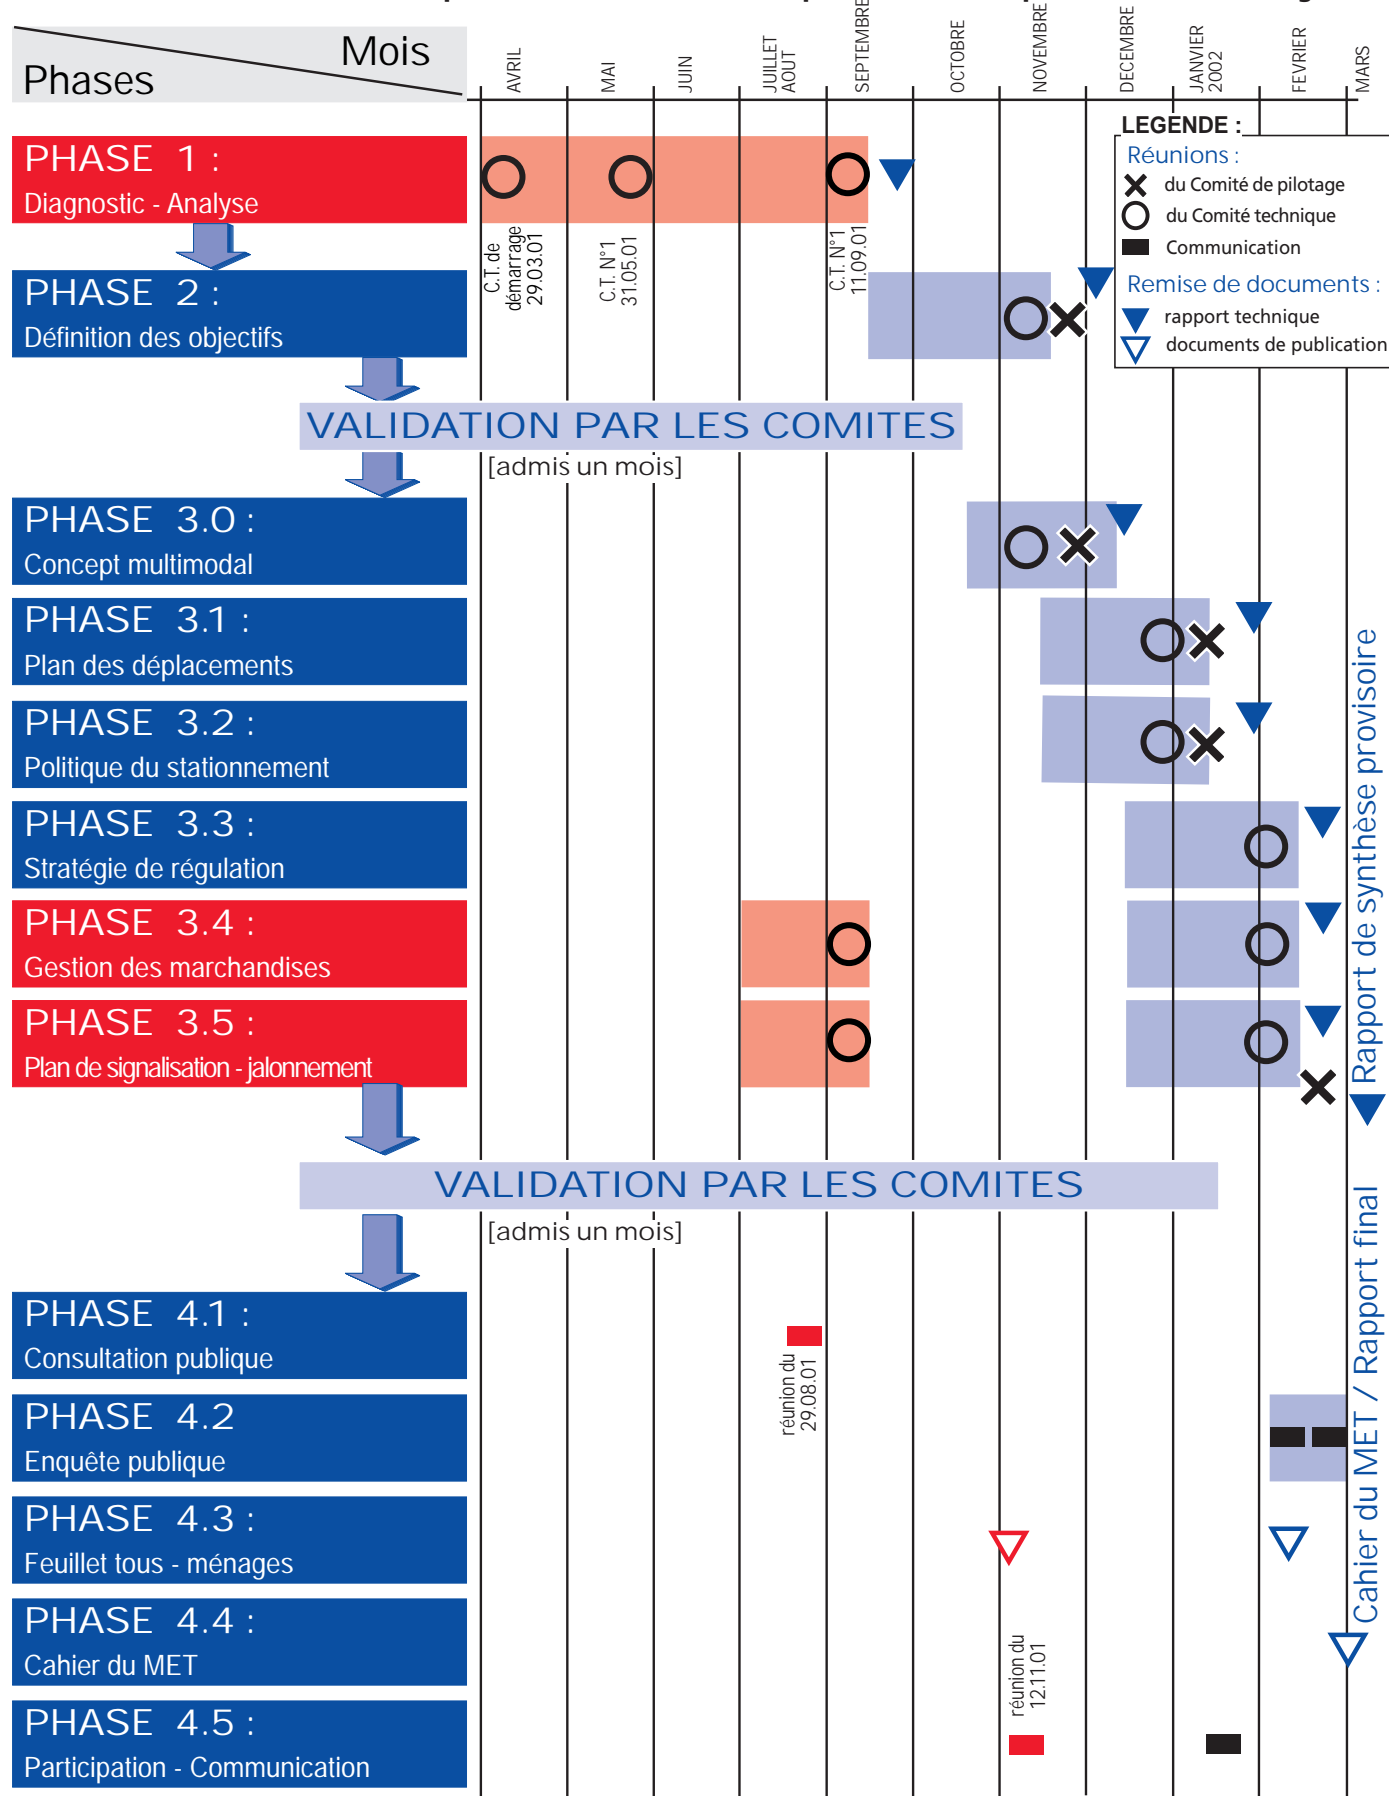 Mois
Phases
AVRIL
MAI
JUIN
JUILLET
AOUT
SEPTEMBRE
OCTOBRE
NOVEMBRE
DECEMBRE
JANVIER
2002
FEVRIER
MARS
LEGENDE :
Réunions :
du Comité de pilotage
du Comité technique
Communication
Remise de documents :
rapport technique
documents de publication
PHASE 1 :
Diagnostic - Analyse
C.T. de
démarrage
29.03.01
C.T. N°1
31.05.01
C.T. N°1
11.09.01
PHASE 2 :
Définition des objectifs
VALIDATION PAR LES COMITES
[admis un mois]
PHASE 3.0 :
Concept multimodal
PHASE 3.1 :
Plan des déplacements
PHASE 3.2 :
Politique du stationnement
PHASE 3.3 :
Stratégie de régulation
PHASE 3.4 :
Gestion des marchandises
PHASE 3.5 :
Plan de signalisation - jalonnement
Rapport de synthèse provisoire
VALIDATION PAR LES COMITES
[admis un mois]
PHASE 4.1 :
Consultation publique
réunion du
29.08.01
PHASE 4.2
Enquête publique
PHASE 4.3 :
Feuillet tous - ménages
Cahier du MET / Rapport final
PHASE 4.4 :
Cahier du MET
réunion du
12.11.01
PHASE 4.5 :
Participation - Communication